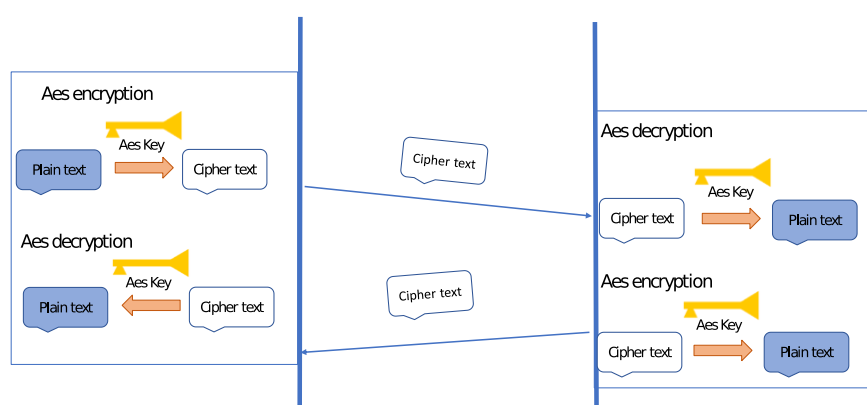 Aes encryption
Aes Key
Plain text
Cipher text
Aes decryption
Aes Key
Plain text
Cipher text
Cipher text
Cipher text
Aes decryption
Aes Key
Cipher text
Plain text
Aes encryption
Aes Key
Cipher text
Plain text